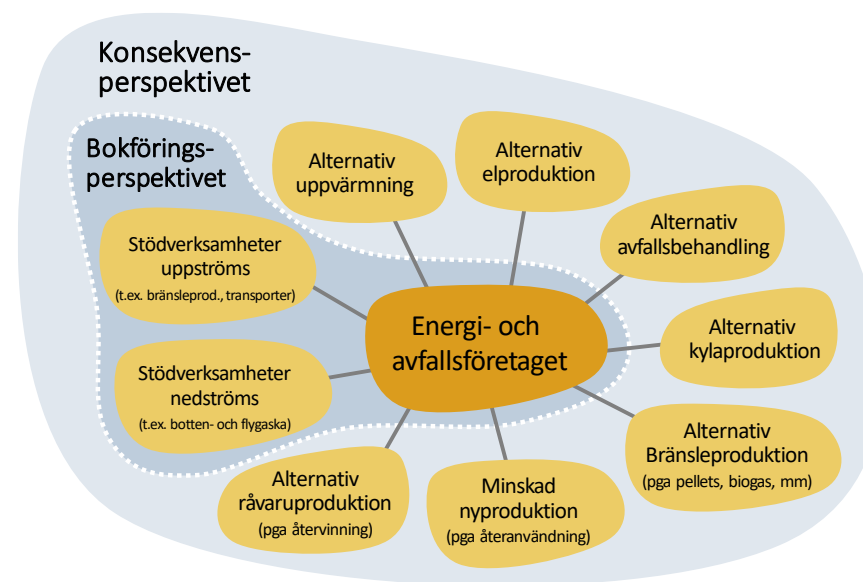 Konsekvens-
perspektivet
Bokförings-
perspektivet
Alternativ
uppvärmning
Alternativ
elproduktion
Alternativ
avfallsbehandling
Stödverksamheter
uppströms
(t.ex. bränsleprod., transporter)
Energi- och
avfallsföretaget
Alternativ
kylaproduktion
Stödverksamheter
nedströms
(t.ex. botten- och flygaska)
Alternativ
Bränsleproduktion
(pga pellets, biogas, mm)
Alternativ
råvaruproduktion
(pga återvinning)
Minskad
nyproduktion
(pga återanvändning)